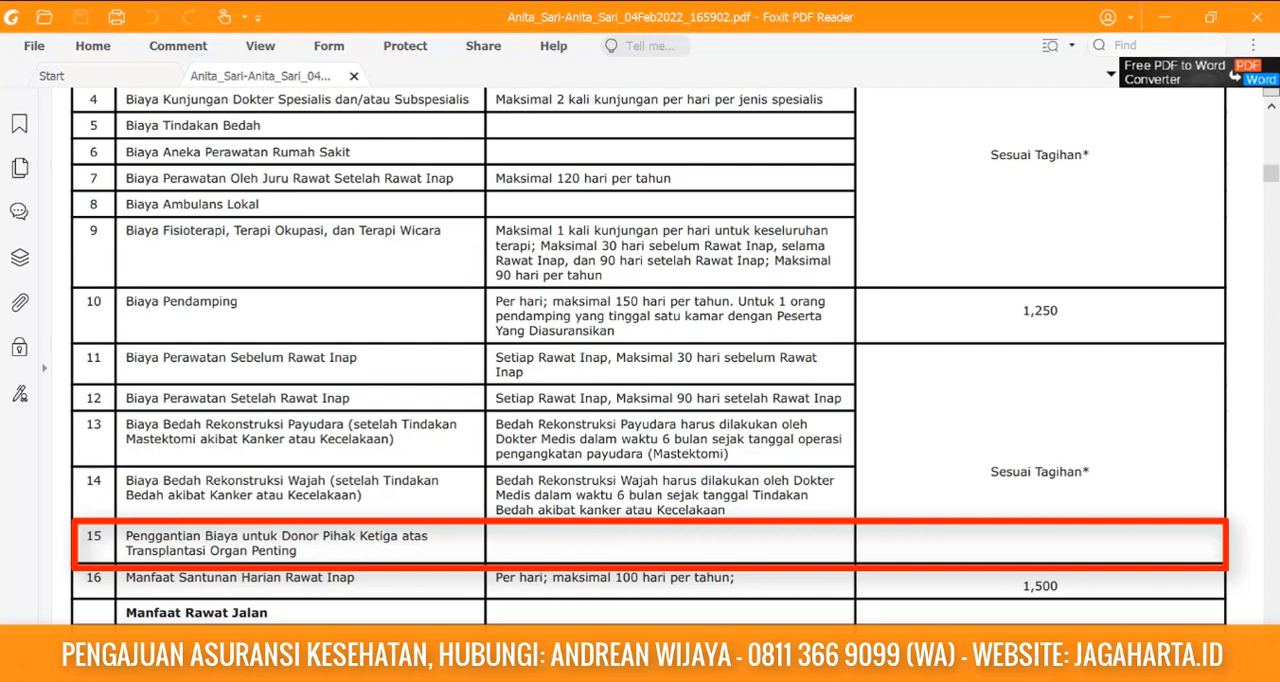 Anita_Sari-Anita_Sari_04Feb2022_165902.pdf - Foxit PDF Reader
File Home Comment View Form Protect Share Help Tell me... Find
Start Anita_Sari-Anita_Sari_04...
Free PDF to Word PDF
Converter Word
4 Biaya Kunjungan Dokter Spesialis dan/atau Subspesialis Maksimal 2 kali kunjungan per hari per jenis spesialis
5 Biaya Tindakan Bedah
6 Biaya Aneka Perawatan Rumah Sakit
Sesuai Tagihan*
7 Biaya Perawatan Oleh Juru Rawat Setelah Rawat Inap Maksimal 120 hari per tahun
8 Biaya Ambulans Lokal
9 Biaya Fisioterapi, Terapi Okupasi, dan Terapi Wicara Maksimal 1 kali kunjungan per hari untuk keseluruhan
terapi; Maksimal 30 hari sebelum Rawat Inap, selama
Rawat Inap, dan 90 hari setelah Rawat Inap; Maksimal
90 hari per tahun
10 Biaya Pendamping Per hari; maksimal 150 hari per tahun. Untuk 1 orang
pendamping yang tinggal satu kamar dengan Peserta
Yang Diasuransikan
1,250
11 Biaya Perawatan Sebelum Rawat Inap Setiap Rawat Inap, Maksimal 30 hari sebelum Rawat
Inap
12 Biaya Perawatan Setelah Rawat Inap Setiap Rawat Inap, Maksimal 90 hari setelah Rawat Inap
13 Biaya Bedah Rekonstruksi Payudara (setelah Tindakan Bedah Rekonstruksi Payudara harus dilakukan oleh
Mastektomi akibat Kanker atau Kecelakaan) Dokter Medis dalam waktu 6 bulan sejak tanggal operasi
pengangkatan payudara (Mastektomi)
Sesuai Tagihan*
14 Biaya Bedah Rekonstruksi Wajah (setelah Tindakan Bedah Rekonstruksi Wajah harus dilakukan oleh Dokter
Bedah akibat Kanker atau Kecelakaan) Medis dalam waktu 6 bulan sejak tanggal Tindakan
Bedah akibat kanker atau Kecelakaan
15 Penggantian Biaya untuk Donor Pihak Ketiga atas
Transplantasi Organ Penting
16 Manfaat Santunan Harian Rawat Inap Per hari; maksimal 100 hari per tahun; 1,500
Manfaat Rawat Jalan
PENGAJUAN ASURANSI KESEHATAN, HUBUNGI: ANDREAN WIJAYA - 0811 366 9099 (WA) - WEBSITE: JAGAHARTA.ID